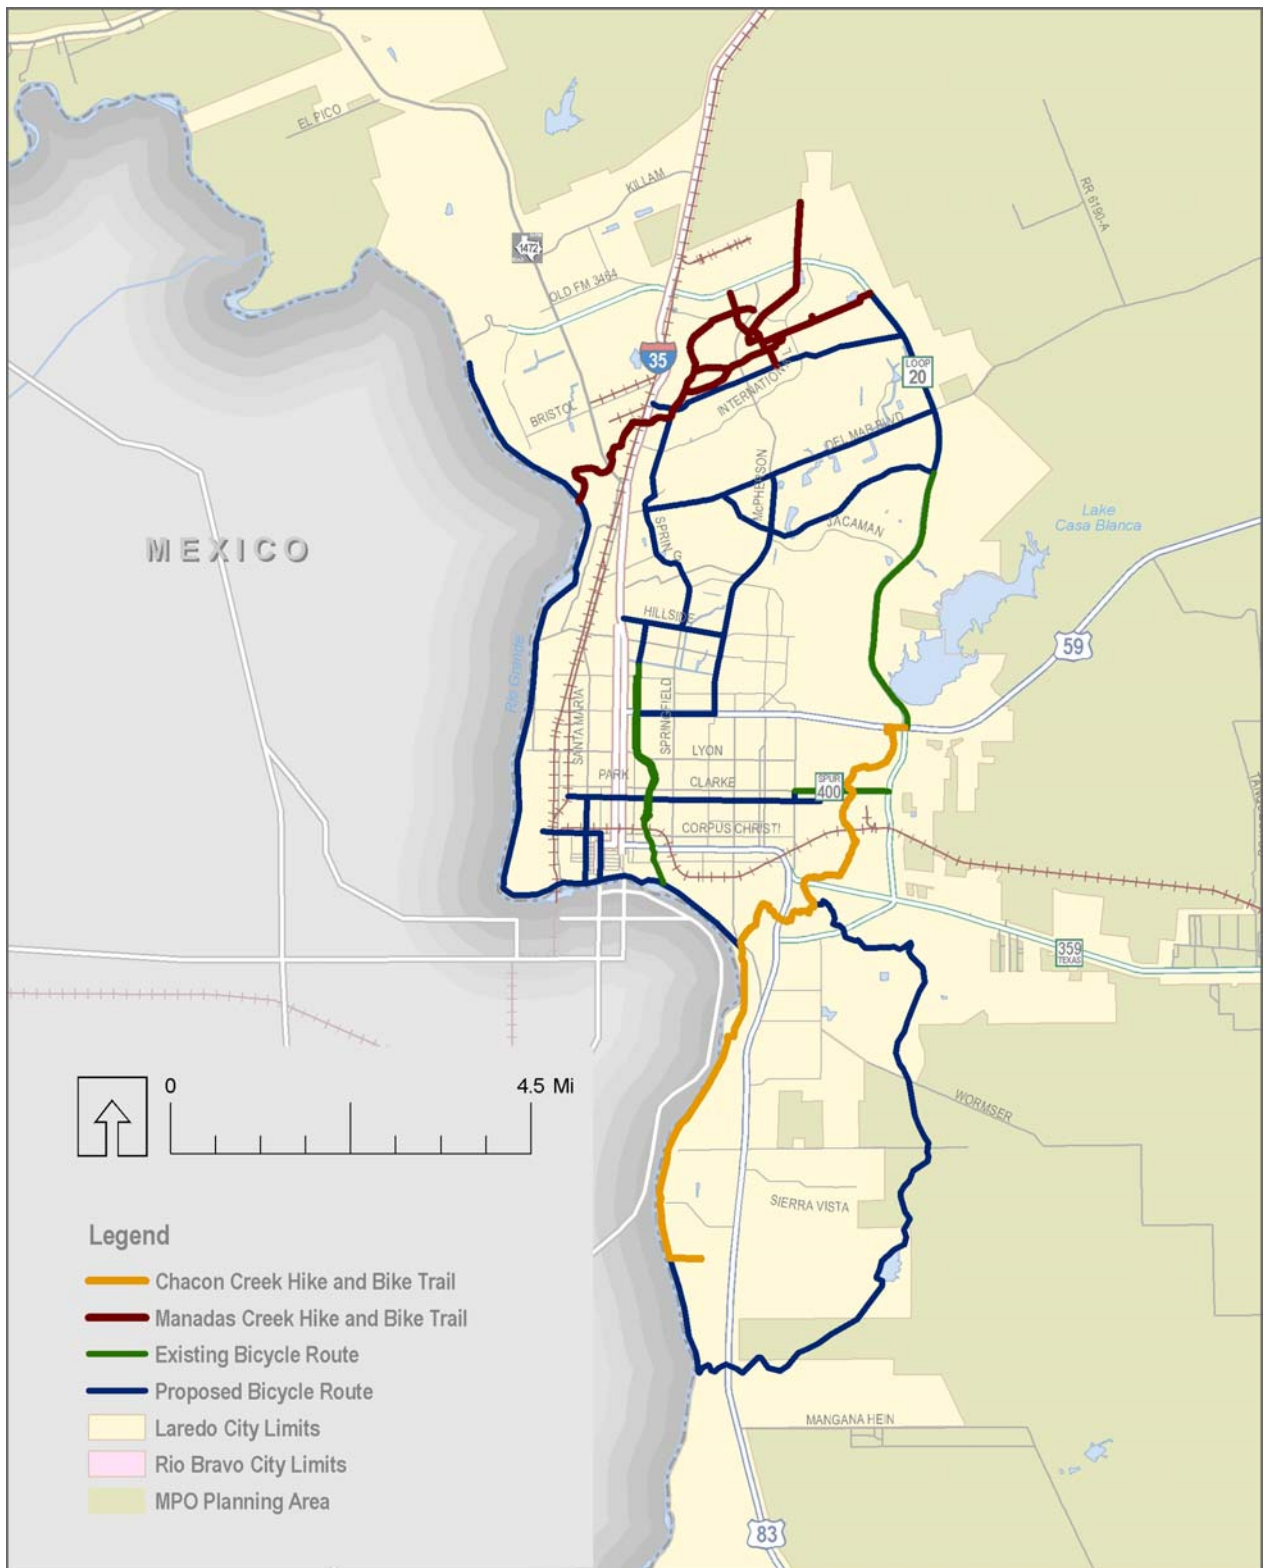 EL PICO
KILLAM
RR 6190-A
1472
OLD FM 3464
35
LOOP
20
INTERNATIONAL
BRISTOL
DEL MAR BLVD
McPHERSON
Lake
Casa Blanca
JACAMAN
SPRING
MEXICO
HILLSIDE
59
Rio Grande
SANTA MARIA
SPRINGFIELD
LYON
PARK
CLARKE
SPUR
400
CORPUS CHRISTI
359
TEXAS
0
4.5 Mi
WORMSER
SIERRA VISTA
Legend
Chacon Creek Hike and Bike Trail
Manadas Creek Hike and Bike Trail
Existing Bicycle Route
Proposed Bicycle Route
Laredo City Limits
Rio Bravo City Limits
MPO Planning Area
MANGANA HEIN
83